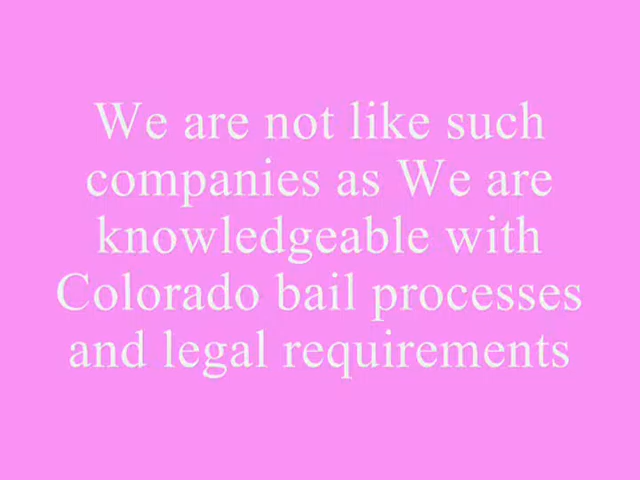 We are not like such
companies as We are
knowledgeable with
Colorado bail processes
and legal requirements